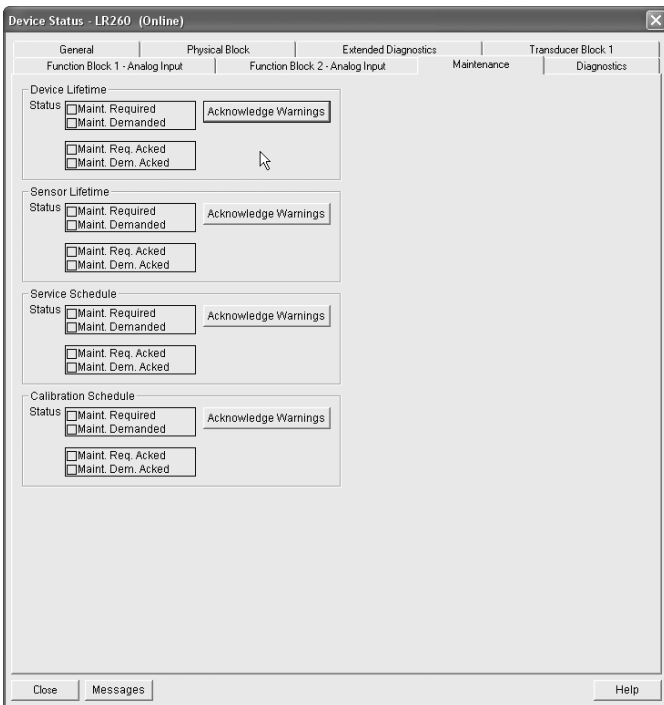 Device Status - LR260 (Online)
General Physical Block Extended Diagnostics Transducer Block 1
Function Block 1 - Analog Input Function Block 2 - Analog Input Maintenance Diagnostics
Device Lifetime
Status Maint. Required Acknowledge Warnings
Maint. Demanded
Maint. Req. Acked
Maint. Dem. Acked
Sensor Lifetime
Status Maint. Required Acknowledge Warnings
Maint. Demanded
Maint. Req. Acked
Maint. Dem. Acked
Service Schedule
Status Maint. Required Acknowledge Warnings
Maint. Demanded
Maint. Req. Acked
Maint. Dem. Acked
Calibration Schedule
Status Maint. Required Acknowledge Warnings
Maint. Demanded
Maint. Req. Acked
Maint. Dem. Acked
Close Messages Help